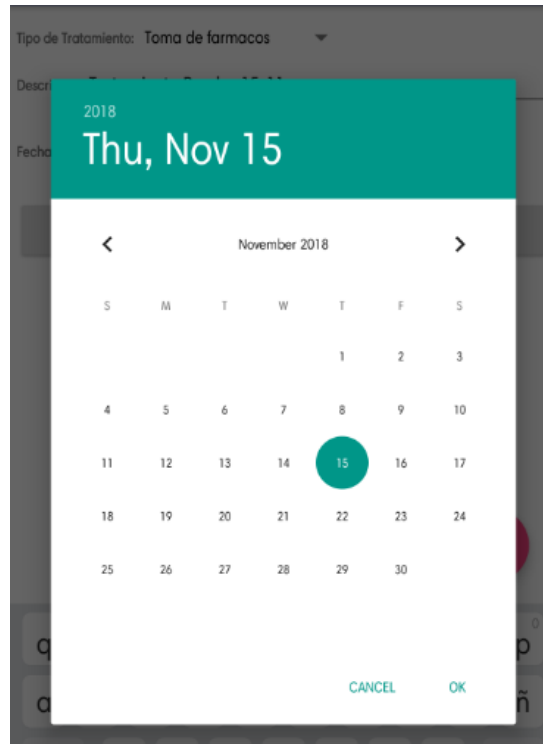 Tipo de Tratamiento: Toma de farmacos
Descri
2018
Fecha
Thu, Nov 15
November 2018
S M T W T F S
1 2 3
4 5 6 7 8 9 10
11 12 13 14 15 16 17
18 19 20 21 22 23 24
25 26 27 28 29 30
0
q p
CANCEL OK
a ñ